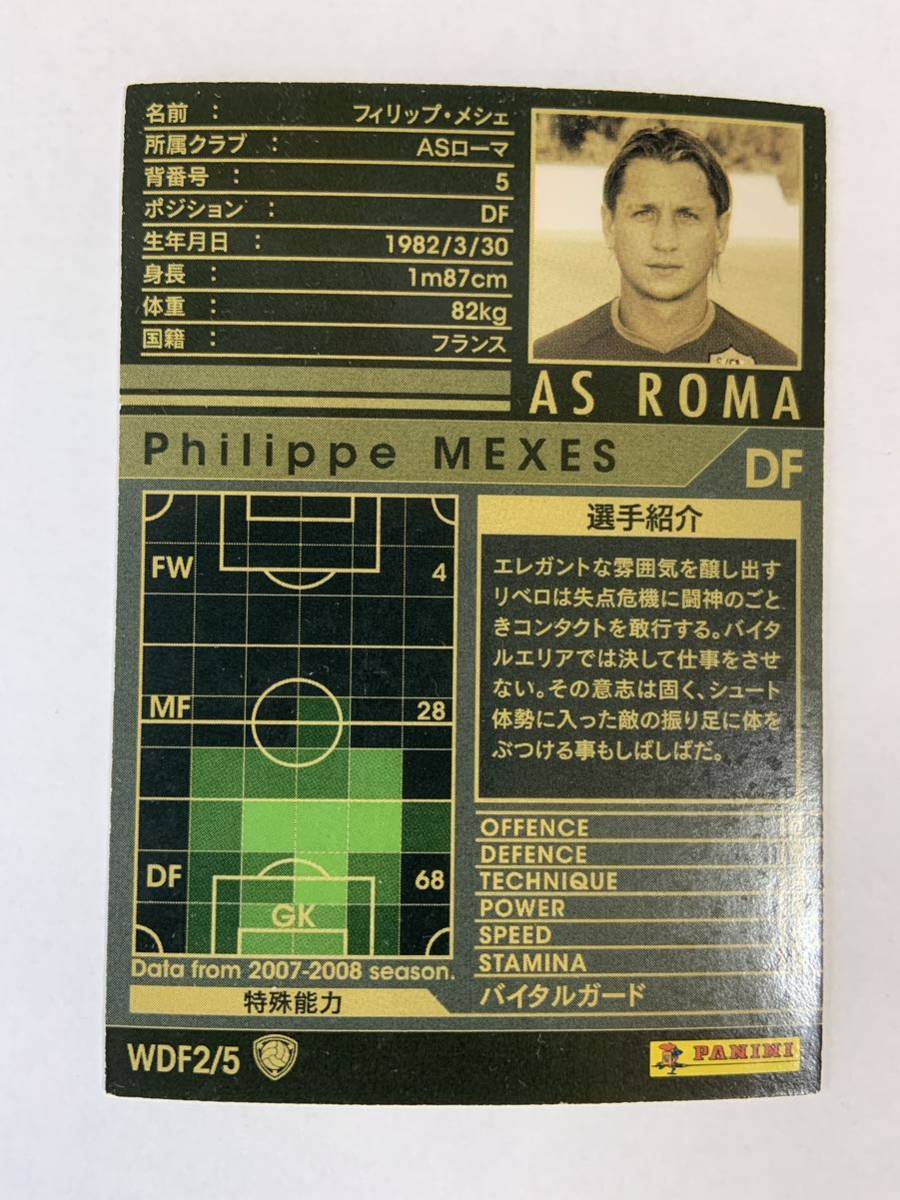 名前 : フィリップ・メシェ
所属クラブ : ASローマ
背番号 : 5
ポジション : DF
生年月日 : 1982/3/30
身長 : 1m87cm
体重 : 82kg
国籍 : フランス
AS ROMA
Philippe MEXES
DF
FW 4
MF 28
DF 68
GK
Data from 2007-2008 season.
選手紹介
エレガントな雰囲気を醸し出す
リベロは失点危機に闘神のごと
きコンタクトを敢行する。バイタ
ルエリアでは決して仕事をさせ
ない。その意志は固く、シュート
体勢に入った敵の振り足に体を
ぶつける事もしばしばだ。
OFFENCE
DEFENCE
TECHNIQUE
POWER
SPEED
STAMINA
特殊能力
バイタルガード
WDF2/5
PANINI